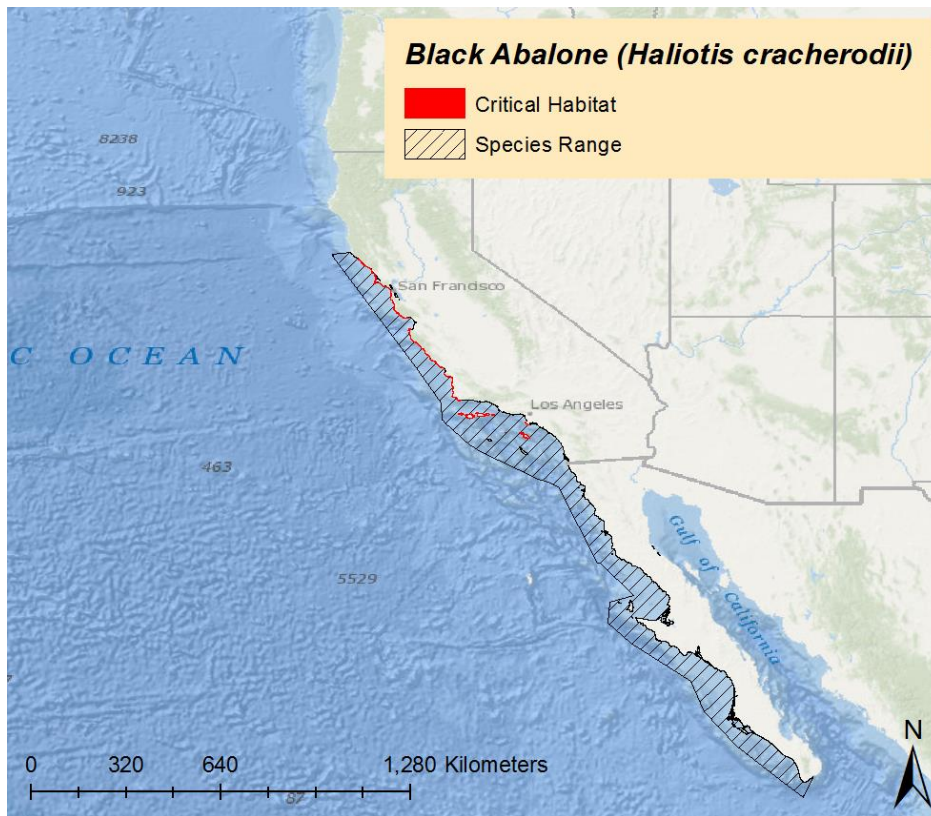 Black Abalone (Haliotis cracherodii)
Critical Habitat
Species Range
8238
923
San Francisco
C OCEAN
Los Angeles
463
Gulf of California
5529
N
0 320 640 1,280 Kilometers
87